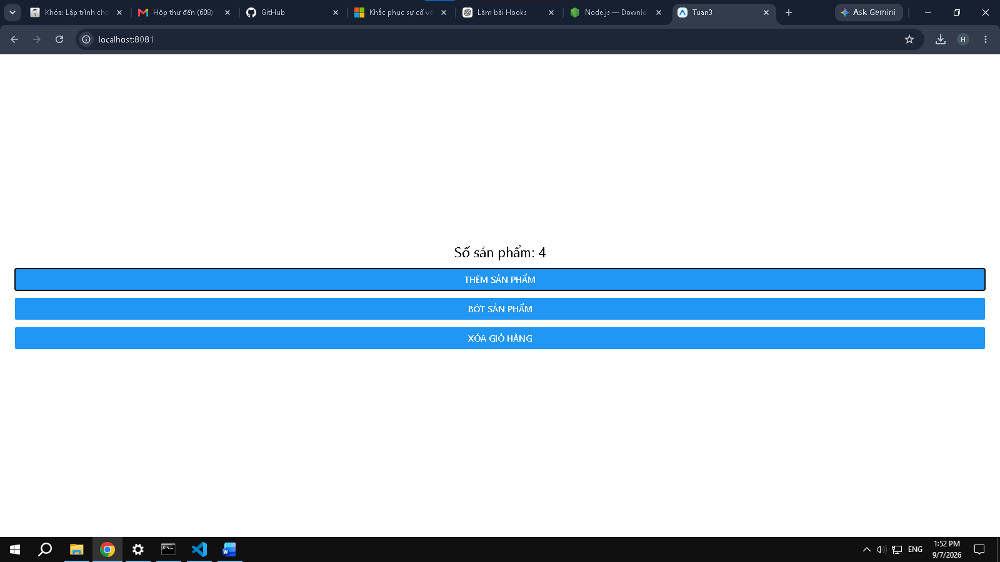 Khóa: Lập trình cho
Hộp thư đến (608)
GitHub
Khắc phục sự cố vớ
Làm bài Hooks
Node.js — Downlo
Tuan3
Ask Gemini
localhost:8081
H
Số sản phẩm: 4
THÊM SẢN PHẨM
BỚT SẢN PHẨM
XÓA GIỎ HÀNG
ENG
1:52 PM
9/7/2026